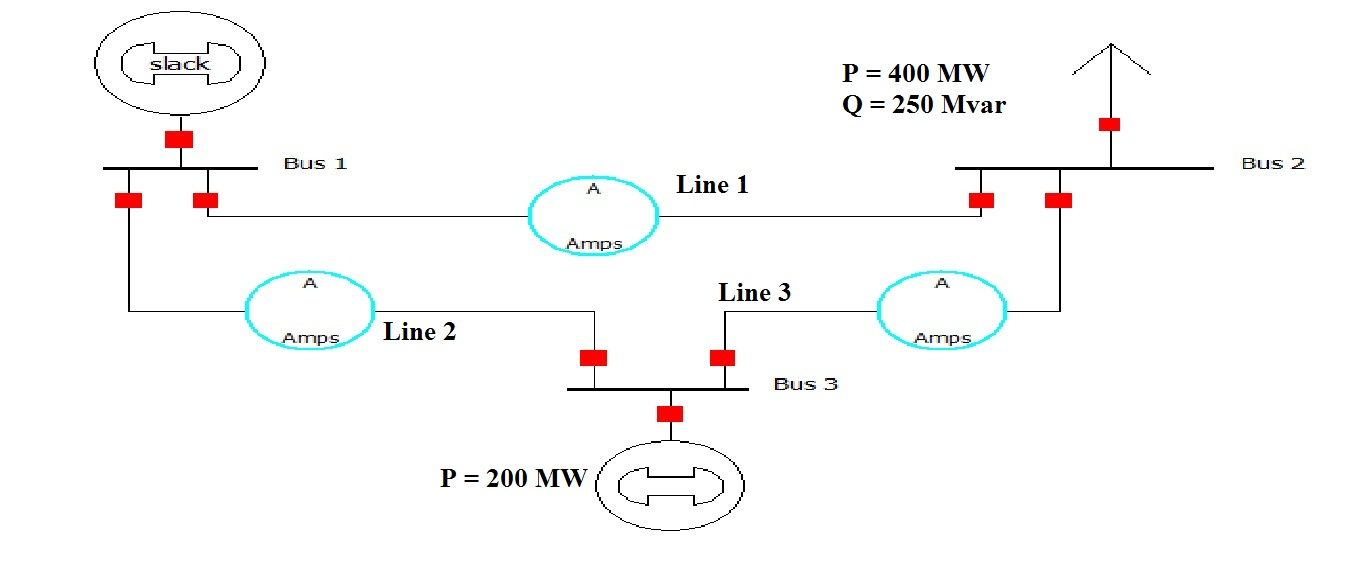 slack
P = 400 MW
Q = 250 Mvar
Bus 1
Bus 2
A
Line 1
Amps
A
Line 3
A
Amps
Line 2
Amps
Bus 3
P = 200 MW